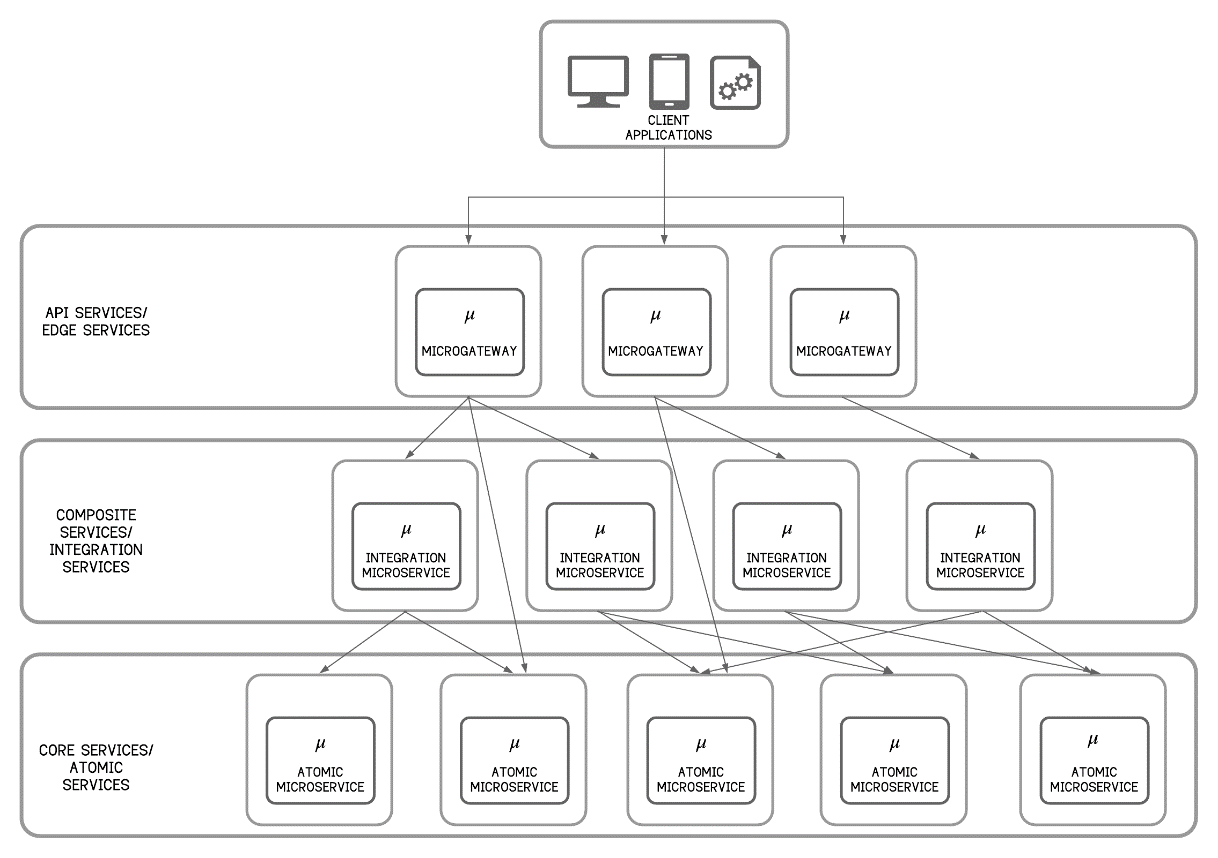 CLIENT
APPLICATIONS
API SERVICES/
EDGE SERVICES
μ
MICROGATEWAY
μ
MICROGATEWAY
μ
MICROGATEWAY
COMPOSITE
SERVICES/
INTEGRATION
SERVICES
μ
INTEGRATION
MICROSERVICE
μ
INTEGRATION
MICROSERVICE
μ
INTEGRATION
MICROSERVICE
μ
INTEGRATION
MICROSERVICE
CORE SERVICES/
ATOMIC
SERVICES
μ
ATOMIC
MICROSERVICE
μ
ATOMIC
MICROSERVICE
μ
ATOMIC
MICROSERVICE
μ
ATOMIC
MICROSERVICE
μ
ATOMIC
MICROSERVICE